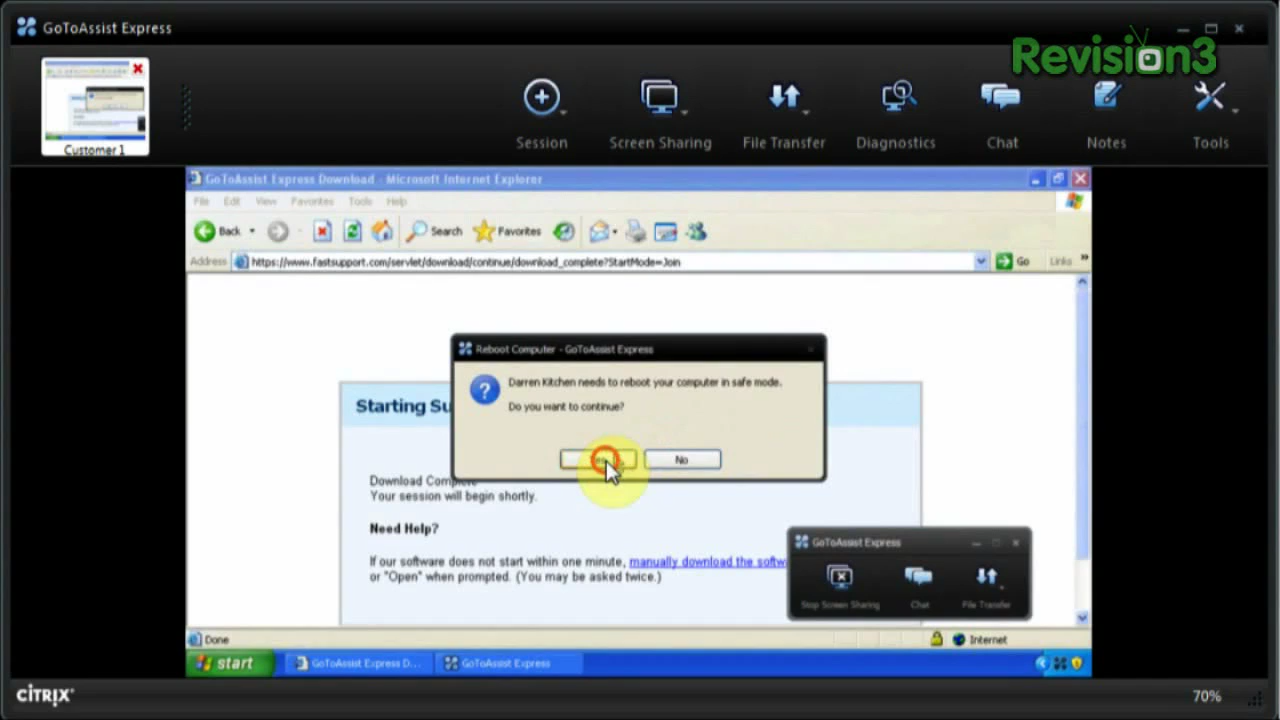 GoToAssist Express
Revision3
Customer 1
Session
Screen Sharing
File Transfer
Diagnostics
Chat
Notes
Tools
GoToAssist Express Download - Microsoft Internet Explorer
File Edit View Favorites Tools Help
Back Search Favorites
Address https://www.fastsupport.com/servlet/download/continue/download_complete?StartMode=Join Go Links »
Reboot Computer - GoToAssist Express
Darren Kitchen needs to reboot your computer in safe mode.
Do you want to continue?
No
Starting Su
Download Complete
Your session will begin shortly.
Need Help?
If your software does not start within one minute, manually download the softw
or "Open" when prompted. (You may be asked twice.)
GoToAssist Express
Stop Screen Sharing Chat File Transfer
Done Internet
start GoToAssist Express D... GoToAssist Express
CITRIX® 70%